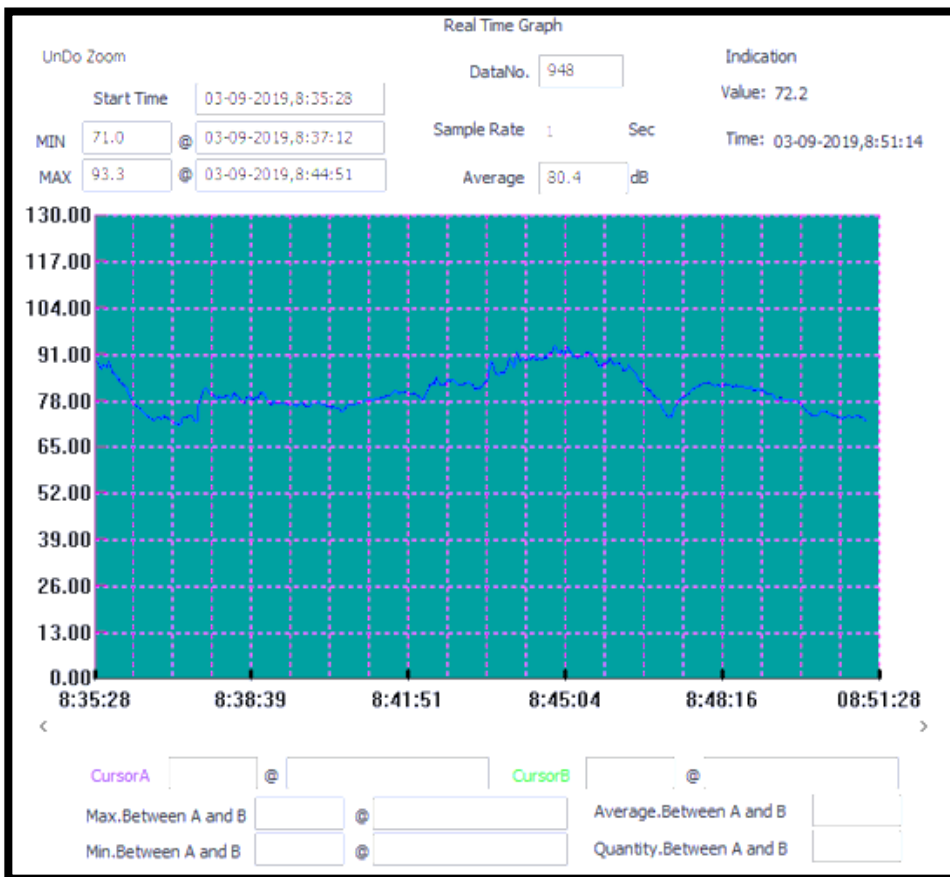 Real Time Graph
UnDo Zoom
Indication
DataNo. 948
Value: 72.2
Start Time 03-09-2019,8:35:28
MIN 71.0 @ 03-09-2019,8:37:12
Sample Rate 1 Sec
Time: 03-09-2019,8:51:14
MAX 93.3 @ 03-09-2019,8:44:51
Average 80.4 dB
130.00
117.00
104.00
91.00
78.00
65.00
52.00
39.00
26.00
13.00
0.00
8:35:28 8:38:39 8:41:51 8:45:04 8:48:16 08:51:28
< >
CursorA @ CursorB @
Max.Between A and B @ Average.Between A and B
Min.Between A and B @ Quantity.Between A and B